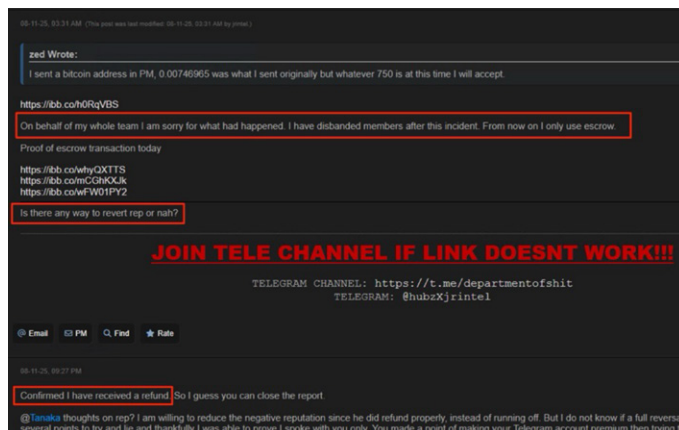 08-11-25, 03:31 AM (This post was last modified: 08-11-25, 03:31 AM by jrintel.)
zed Wrote:
I sent a bitcoin address in PM, 0.00746965 was what I sent originally but whatever 750 is at this time I will accept.
https://ibb.co/h0RqVBS
On behalf of my whole team I am sorry for what had happened. I have disbanded members after this incident. From now on I only use escrow.
Proof of escrow transaction today
https://ibb.co/whyQXTTS
https://ibb.co/mCGhKXJk
https://ibb.co/wFW01PY2
Is there any way to revert rep or nah?
JOIN TELE CHANNEL IF LINK DOESNT WORK!!!
TELEGRAM CHANNEL: https://t.me/departmentofshit
TELEGRAM: @hubzXjrintel
Email PM Find Rate
08-11-25, 09:27 PM
Confirmed I have received a refund. So I guess you can close the report.
@Tanaka thoughts on rep? I am willing to reduce the negative reputation since he did refund properly, instead of running off. But I do not know if a full reversa
several points to try and lie and thankfully I was able to prove I spoke with you only. You made a point of making your Telegram account premium then trying